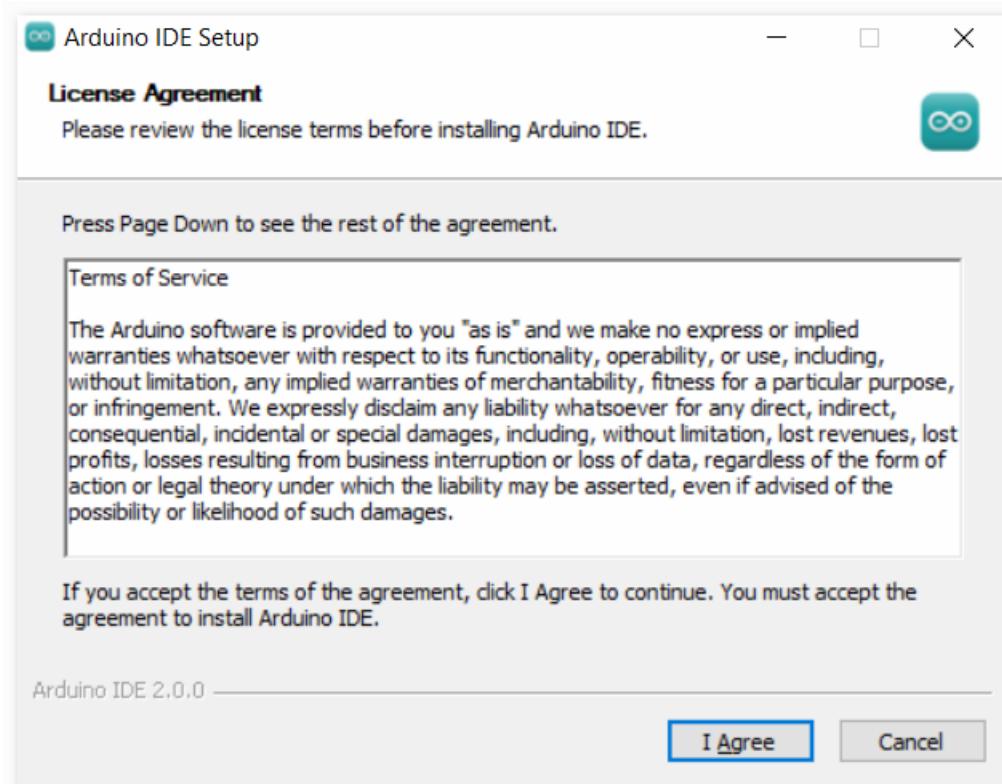 Arduino IDE Setup
License Agreement
Please review the license terms before installing Arduino IDE.
Press Page Down to see the rest of the agreement.
Terms of Service
The Arduino software is provided to you "as is" and we make no express or implied
warranties whatsoever with respect to its functionality, operability, or use, including,
without limitation, any implied warranties of merchantability, fitness for a particular purpose,
or infringement. We expressly disclaim any liability whatsoever for any direct, indirect,
consequential, incidental or special damages, including, without limitation, lost revenues, lost
profits, losses resulting from business interruption or loss of data, regardless of the form of
action or legal theory under which the liability may be asserted, even if advised of the
possibility or likelihood of such damages.
If you accept the terms of the agreement, click I Agree to continue. You must accept the
agreement to install Arduino IDE.
Arduino IDE 2.0.0
I Agree
Cancel